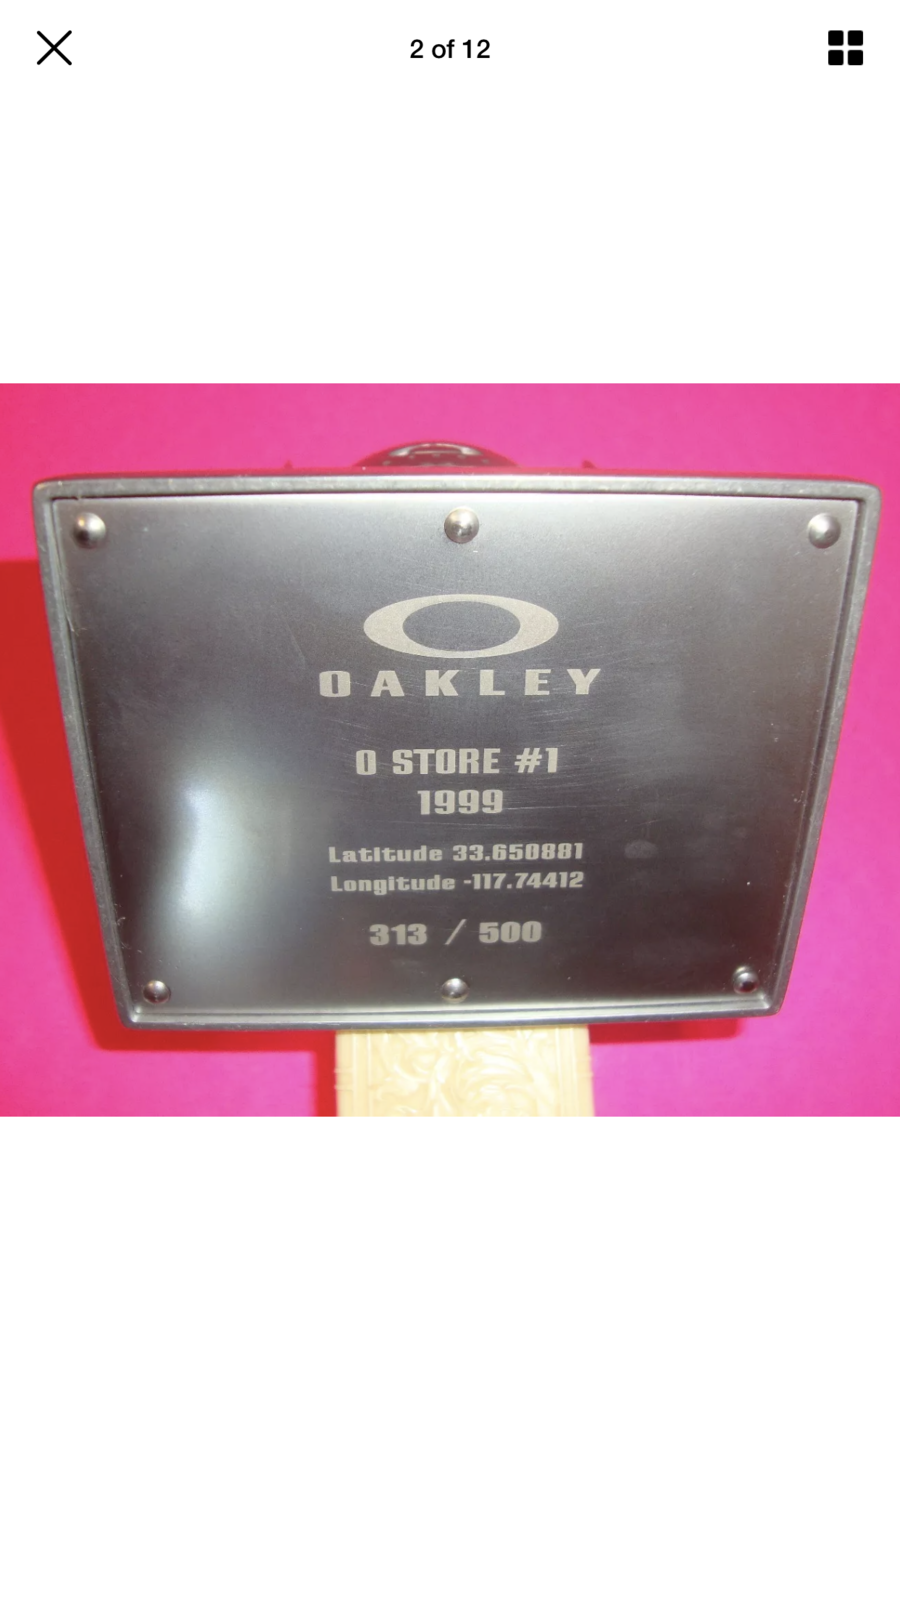 2 of 12
OAKLEY
O STORE #1
1999
Latitude 33.650881
Longitude -117.74412
313 / 500